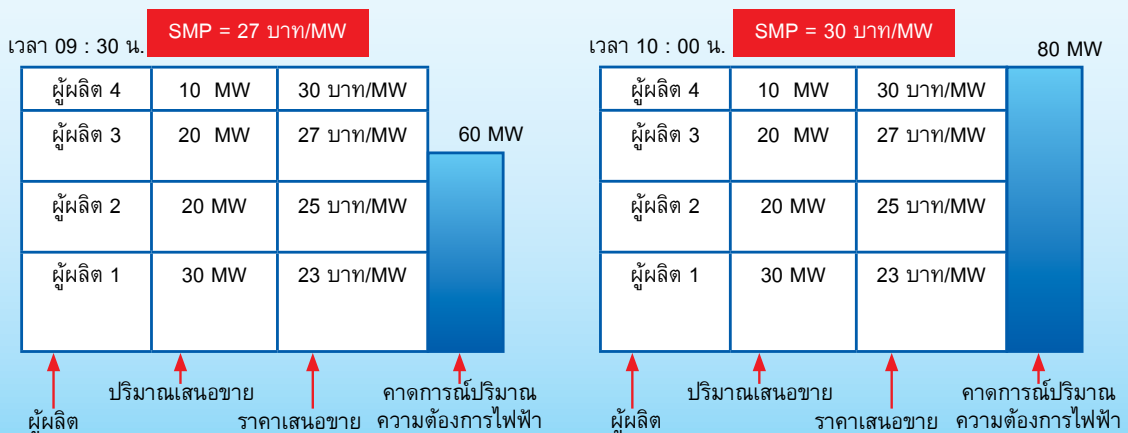 SMP = 27 บาท/MW
เวลา 09 : 30 น.
ผู้ผลิต 4 10 MW 30 บาท/MW
ผู้ผลิต 3 20 MW 27 บาท/MW
60 MW
ผู้ผลิต 2 20 MW 25 บาท/MW
ผู้ผลิต 1 30 MW 23 บาท/MW
ปริมาณเสนอขาย
คาดการณ์ปริมาณ
ผู้ผลิต
ราคาเสนอขาย
ความต้องการไฟฟ้า
SMP = 30 บาท/MW
เวลา 10 : 00 น.
80 MW
ผู้ผลิต 4 10 MW 30 บาท/MW
ผู้ผลิต 3 20 MW 27 บาท/MW
ผู้ผลิต 2 20 MW 25 บาท/MW
ผู้ผลิต 1 30 MW 23 บาท/MW
ปริมาณเสนอขาย
คาดการณ์ปริมาณ
ผู้ผลิต
ราคาเสนอขาย
ความต้องการไฟฟ้า